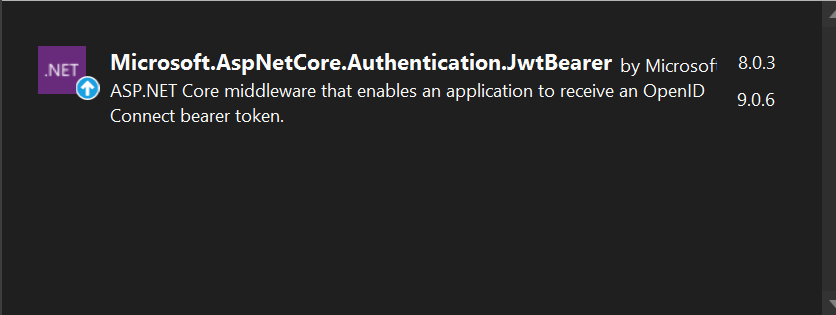 .NET
Microsoft.AspNetCore.Authentication.JwtBearer by Microsoft 8.0.3
ASP.NET Core middleware that enables an application to receive an OpenID 9.0.6
Connect bearer token.